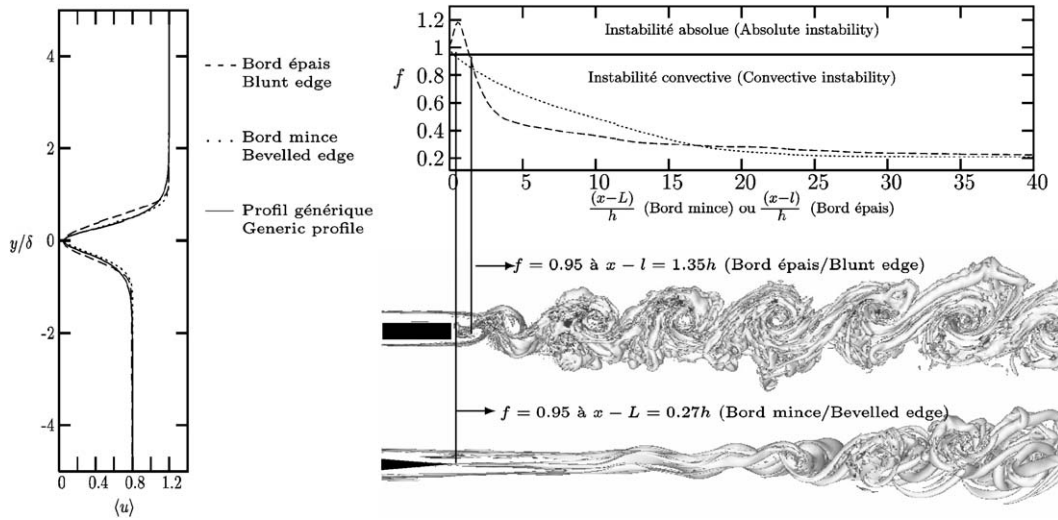 4
2
0
-2
-4
y/δ
0 0.4 0.8 1.2
⟨u⟩
Bord épais
Blunt edge
Bord mince
Bevelled edge
Profil générique
Generic profile
1.2
1
0.8
0.6
0.4
0.2
f
Instabilité absolue (Absolute instability)
Instabilité convective (Convective instability)
0 5 10 15 20 25 30 35 40
(x−L)/h (Bord mince) ou (x−l)/h (Bord épais)
f = 0.95 à x − l = 1.35h (Bord épais/Blunt edge)
f = 0.95 à x − L = 0.27h (Bord mince/Bevelled edge)